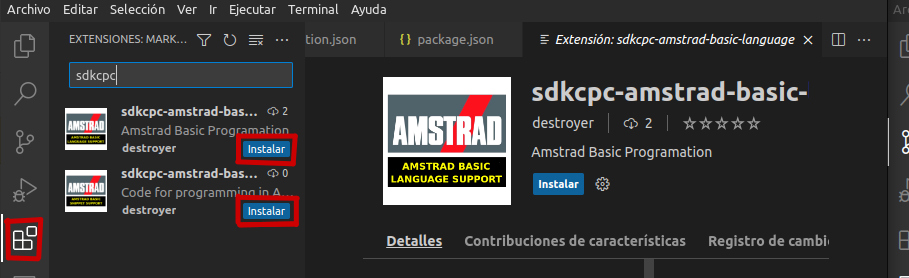 Archivo Editar Selección Ver Ir Ejecutar Terminal Ayuda
EXTENSIONES: MARK...
tion.json
package.json
Extensión: sdkcpc-amstrad-basic-language
sdkcpc
sdkcpc-amstrad-bas... 2
Amstrad Basic Programation
destroyer
Instalar
sdkcpc-amstrad-bas... 0
Code for programming in A...
destroyer
Instalar
AMSTRAD
AMSTRAD BASIC
LANGUAGE SUPPORT
sdkcpc-amstrad-basic-
destroyer 2
Amstrad Basic Programation
Instalar
Detalles Contribuciones de características Registro de cambi
Ar